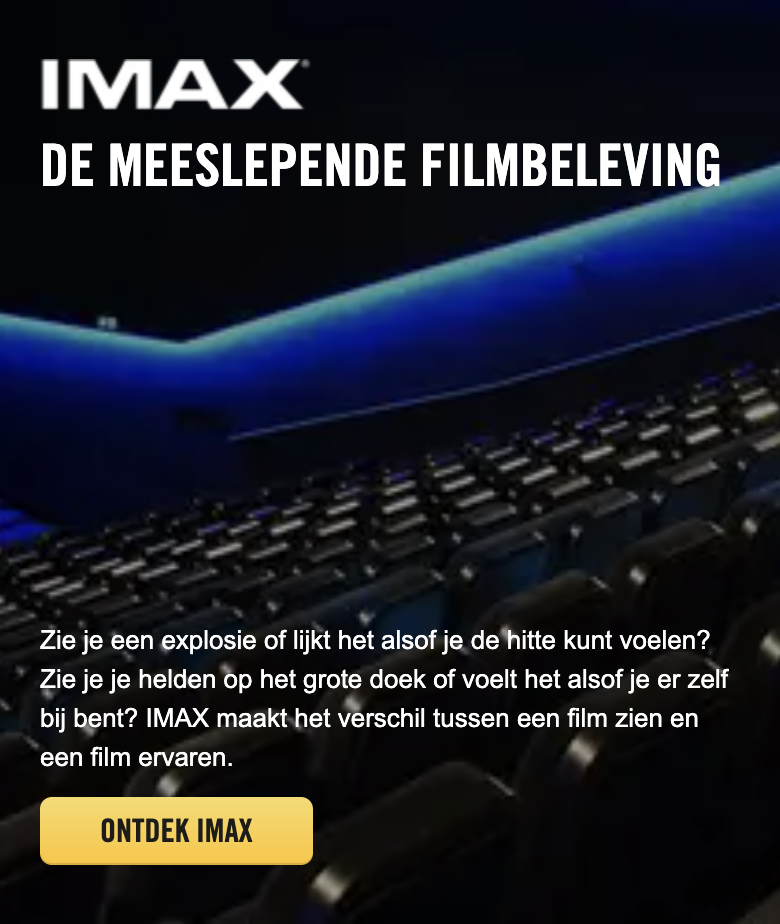 IMAX®
DE MEESLEPENDE FILMBELEVING
Zie je een explosie of lijkt het alsof je de hitte kunt voelen?
Zie je je helden op het grote doek of voelt het alsof je er zelf
bij bent? IMAX maakt het verschil tussen een film zien en
een film ervaren.
ONTDEK IMAX